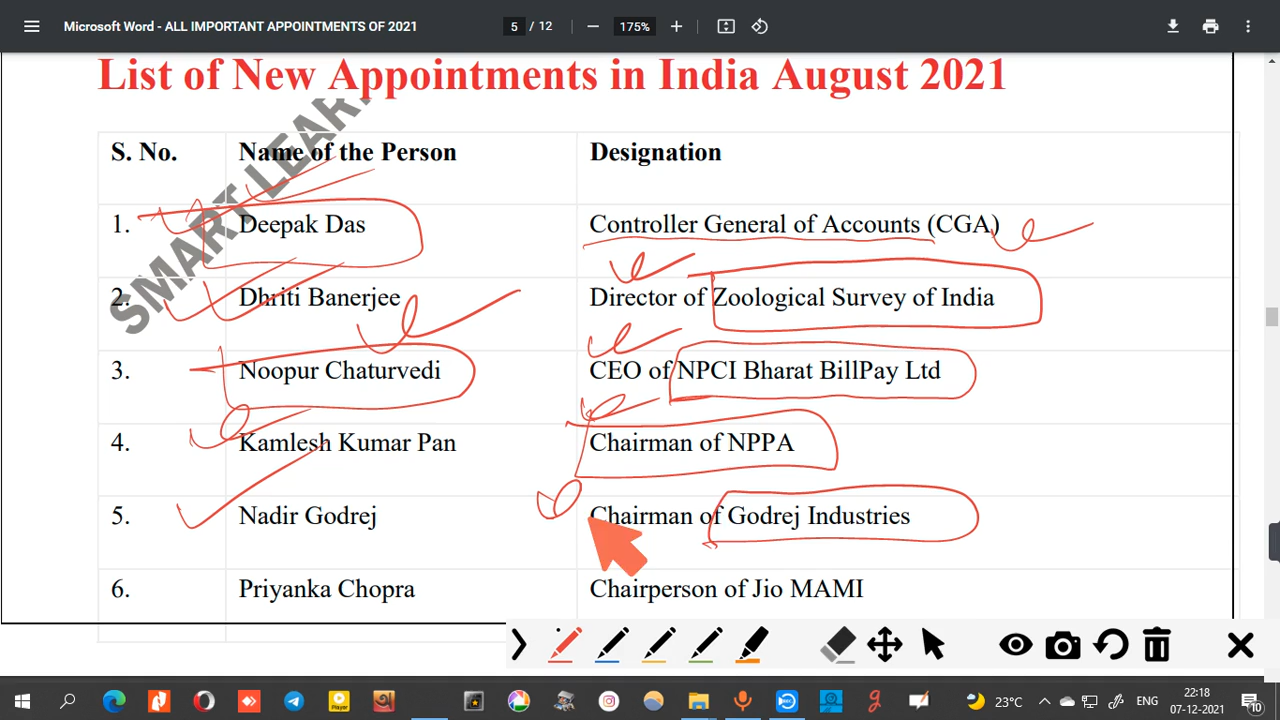 Microsoft Word - ALL IMPORTANT APPOINTMENTS OF 2021
5 / 12
175%
List of New Appointments in India August 2021
S. No. Name of the Person Designation
1. Deepak Das Controller General of Accounts (CGA)
2. Dhriti Banerjee Director of Zoological Survey of India
3. Noopur Chaturvedi CEO of NPCI Bharat BillPay Ltd
4. Kamlesh Kumar Pan Chairman of NPPA
5. Nadir Godrej Chairman of Godrej Industries
6. Priyanka Chopra Chairperson of Jio MAMI
SMART LEAR
Player
23°C
ENG
22:18
07-12-2021
10